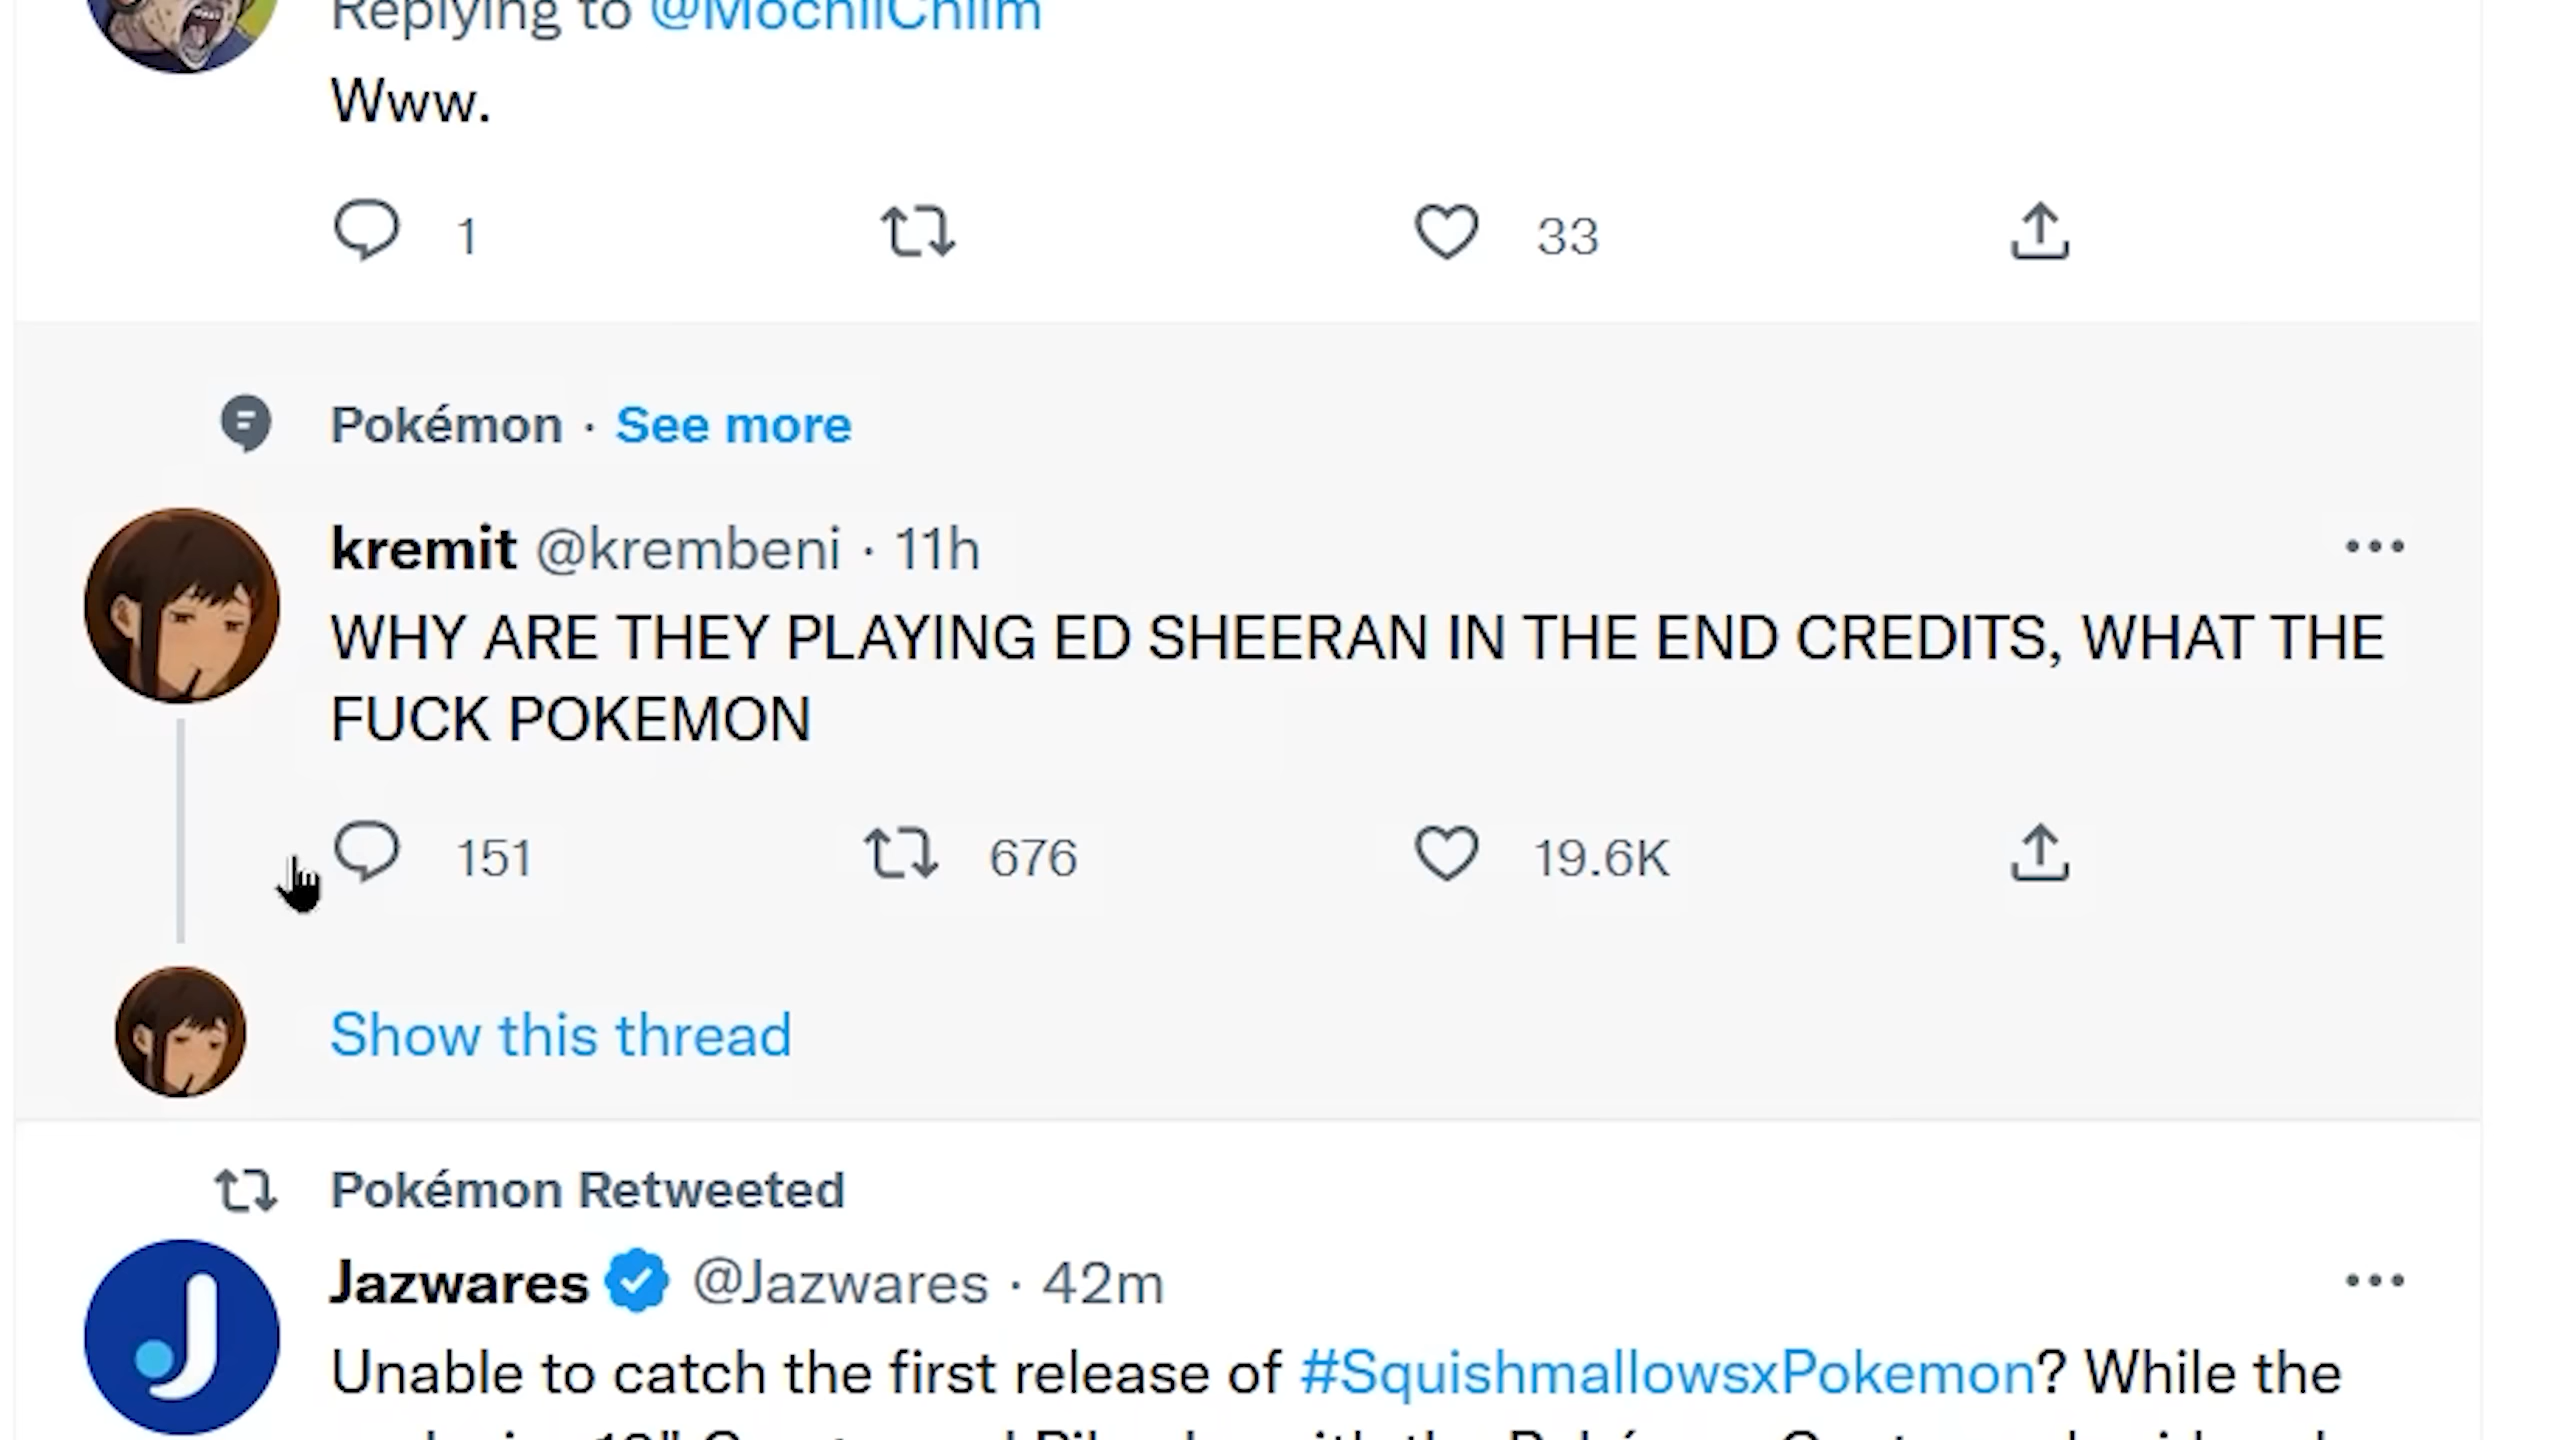 Replying to @MochiiChiim
Www.
1 33
Pokémon · See more
kremit @krembeni · 11h
WHY ARE THEY PLAYING ED SHEERAN IN THE END CREDITS, WHAT THE
FUCK POKEMON
151 676 19.6K
Show this thread
Pokémon Retweeted
Jazwares @Jazwares · 42m
Unable to catch the first release of #SquishmallowsxPokemon? While the